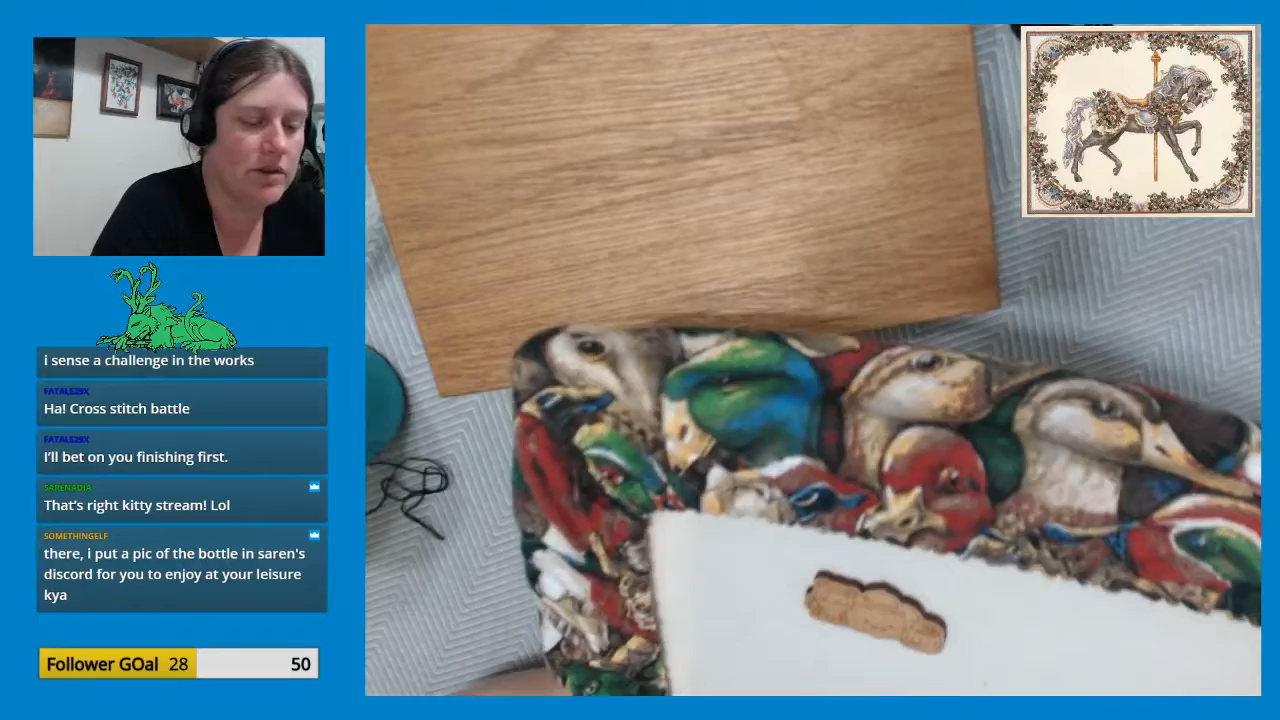 i sense a challenge in the works
FATALE29X
Ha! Cross stitch battle
FATALE29X
I'll bet on you finishing first.
SARENADIA
That's right kitty stream! Lol
SOMETHINGELF
there, i put a pic of the bottle in saren's
discord for you to enjoy at your leisure
kya
Follower GOal 28 50